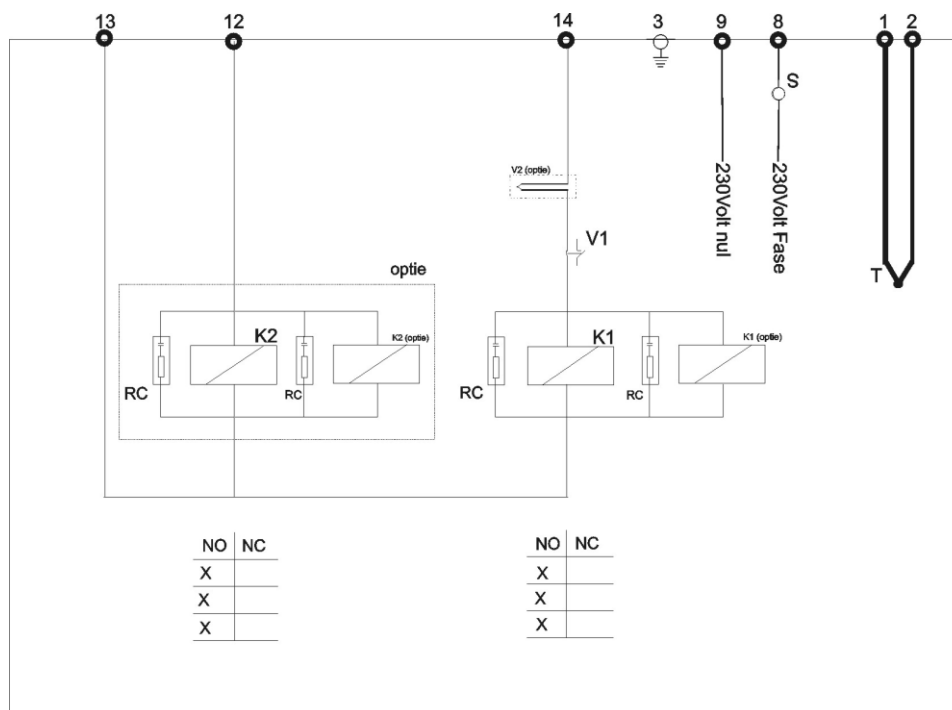 13 12 14 3 9 8 1 2
S
V2 (optie)
230Volt nul
230Volt Fase
V1
T
optie
K2
K2 (optie)
K1
K1 (optie)
RC
RC
RC
RC
NO NC
X
X
X
NO NC
X
X
X